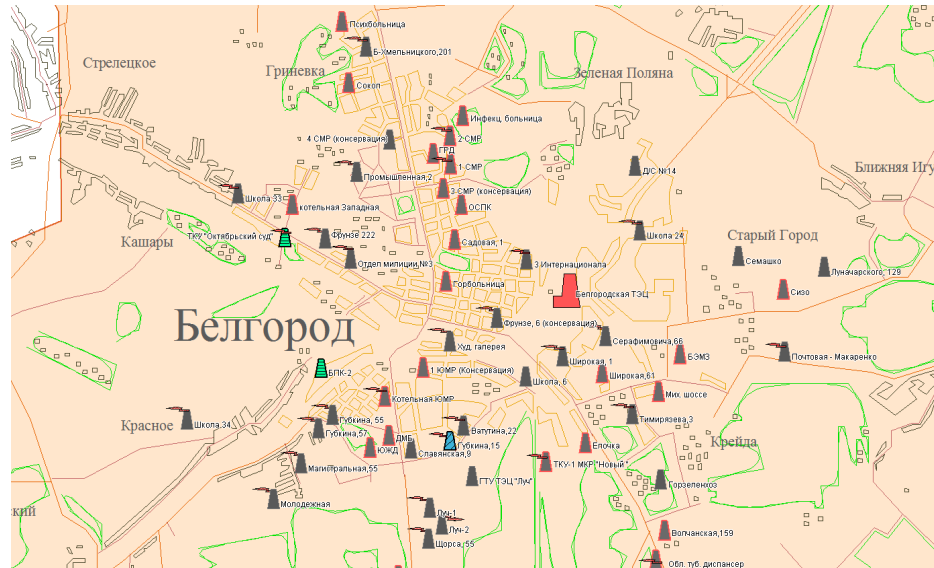 Психбольница
Б-Хмельницкого,201
Стрелецкое
Гриневка
Зеленая Поляна
Сокол
Инфекц. больница
4 СМР (консервация)
2 СМР
ГРД
1 СМР
Д/С №14
Промышленная,2
Ближняя Игу
3 СМР (консервация)
Школа 33
котельная Западная
ОСПК
ТКУ "Октябрьский суд"
Фрунзе 222
Школа 24
Старый Город
Кашары
Садовая, 1
Отдел милиции,№3
3 Интернационала
Семашко
Луначарского, 129
Горбольница
Белгородская ТЭЦ
Сизо
Белгород
Фрунзе, 6 (консервация)
Худ. галерея
Серафимовича,66
Широкая, 1
БЭМЗ
Почтовая - Макаренко
БПК-2
1 ЮМР (Консервация)
Школа, 6
Широкая,61
Котельная ЮМР
Мих. шоссе
Красное
Школа,34
Губкина, 55
Тимирязева,3
Губкина,57
ДМБ
Ватутина,22
ЮЖД
Славянская,9
Губкина,15
Елочка
Крейда
Магистральная,55
ТКУ-1 МКР"Новый"
ГТУ-ТЭЦ "Луч"
Горзеленхоз
Молодежная
ский
Луч-1
Луч-2
Щорса, 55
Волчанская,159
Обл. туб. диспансер